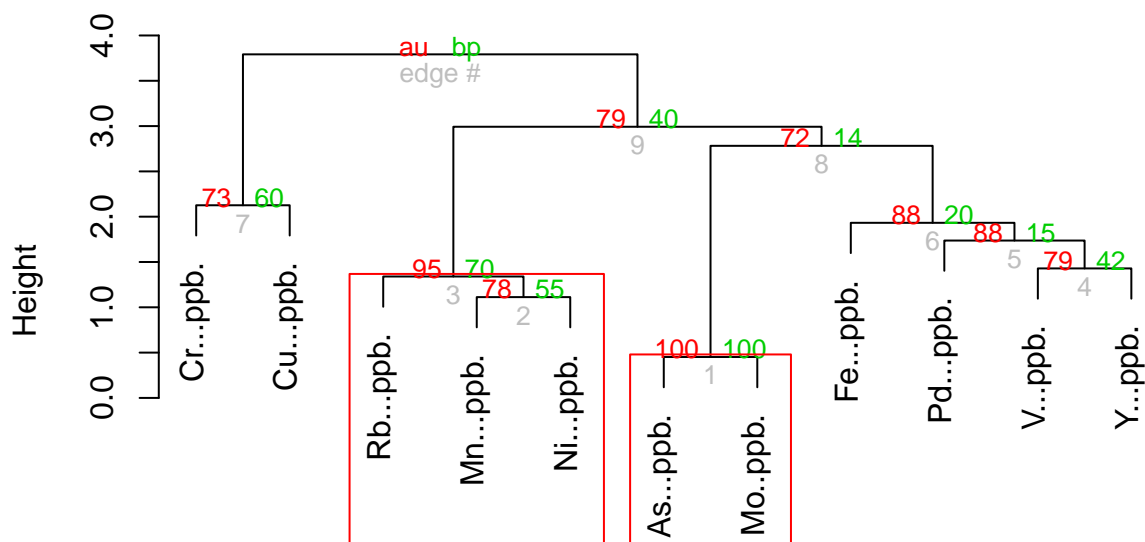 4.0
au bp
edge #
3.0
79 40
9
72 14
8
2.0
73 60
7
88 20
6
88 15
5
79 42
4
Height
1.0
95 70
3
78 55
2
100 100
1
0.0
Cr...ppb.
Cu...ppb.
Rb...ppb.
Mn...ppb.
Ni...ppb.
As...ppb.
Mo..ppb.
Fe...ppb.
Pd...ppb.
V...ppb.
Y...ppb.